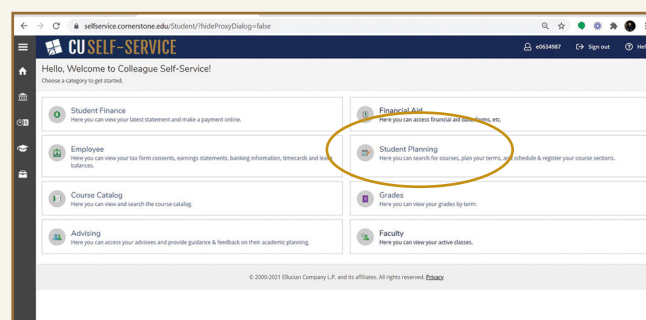 selfservice.cornerstone.edu/Student/?hideProxyDialog=false
CU SELF-SERVICE
e0634987
Sign out
Hel
Hello, Welcome to Colleague Self-Service!
Choose a category to get started.
Student Finance
Here you can view your latest statement and make a payment online.
Financial Aid
Here you can access financial aid data, forms, etc.
Employee
Here you can view your tax form consents, earnings statements, banking information, timecards and leave
balances.
Student Planning
Here you can search for courses, plan your terms, and schedule & register your course sections.
Course Catalog
Here you can view and search the course catalog.
Grades
Here you can view your grades by term.
Advising
Here you can access your advisees and provide guidance & feedback on their academic planning.
Faculty
Here you can view your active classes.
© 2000-2021 Ellucian Company L.P. and its affiliates. All rights reserved. Privacy